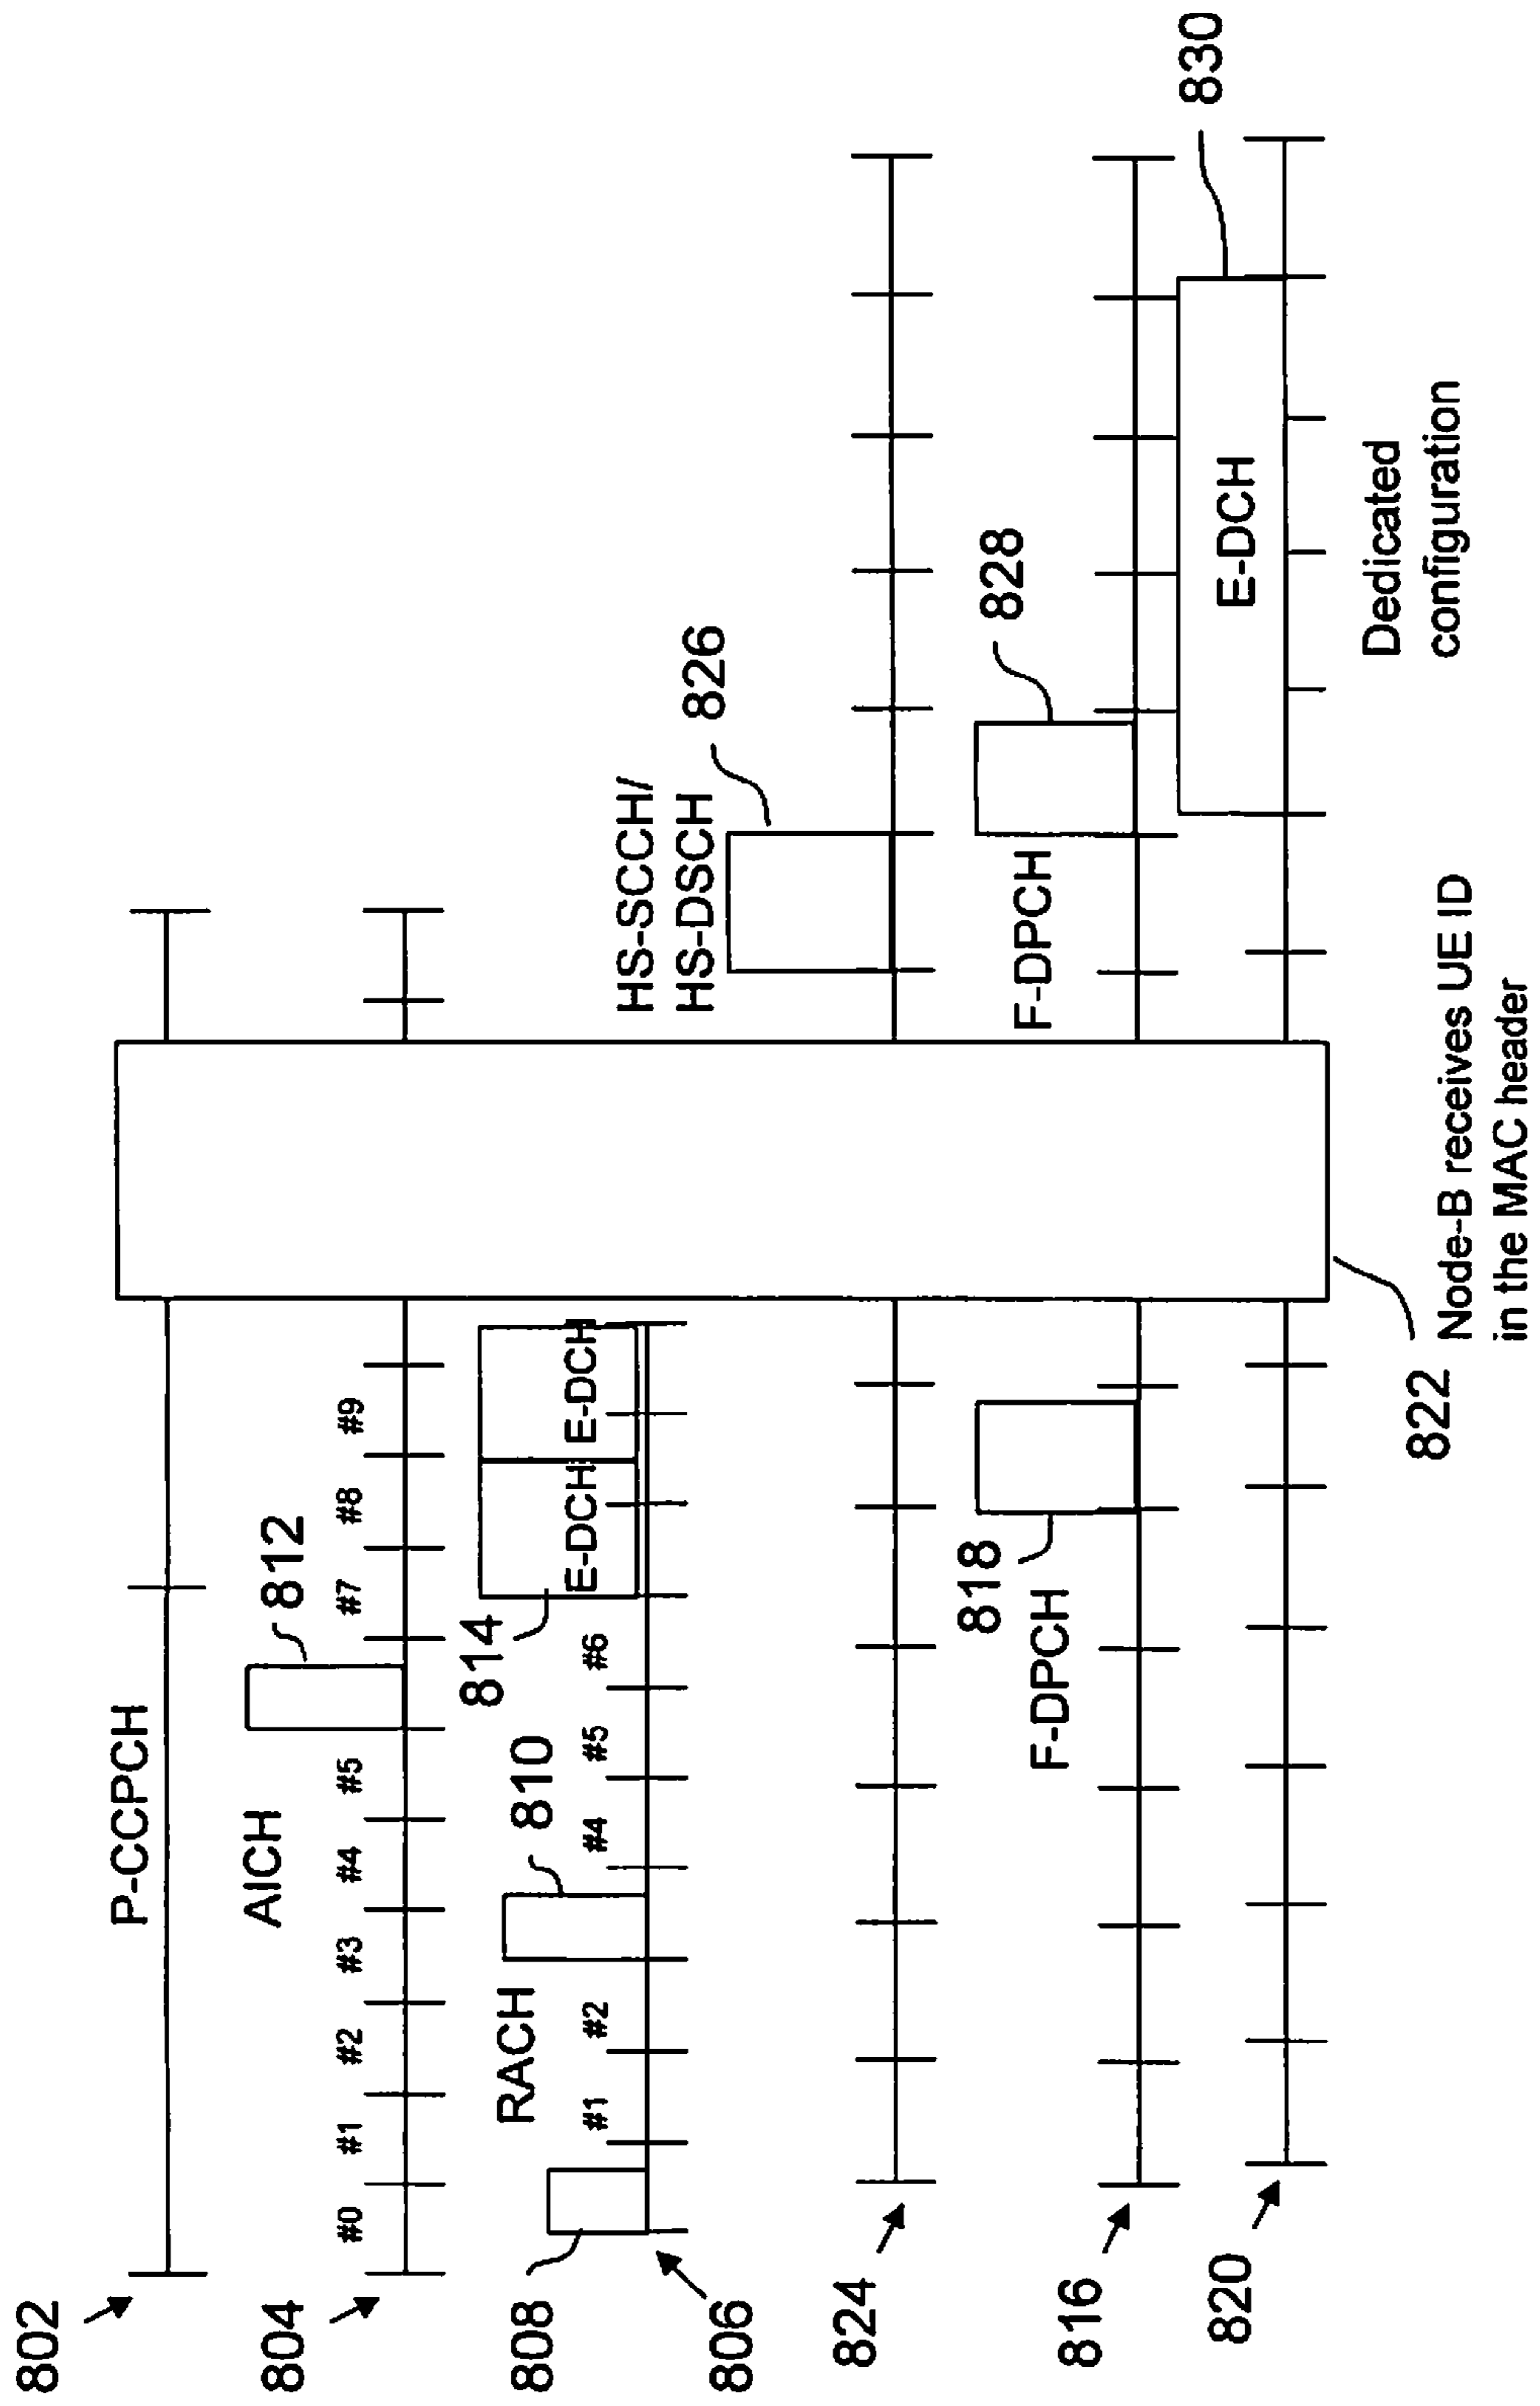 802
P-CCPCH
804
AICH
812
#0
#1
#2
#3
#4
#5
#7
#8
#9
808
RACH
810
814
#1
#2
#4
#5
#6
E-DCH
E-DCH
806
HS-SCCH/
HS-DSCH
826
824
818
F-DPCH
F-DPCH
828
816
820
E-DCH
830
822
Node-B receives UE ID
in the MAC header
Dedicated
configuration